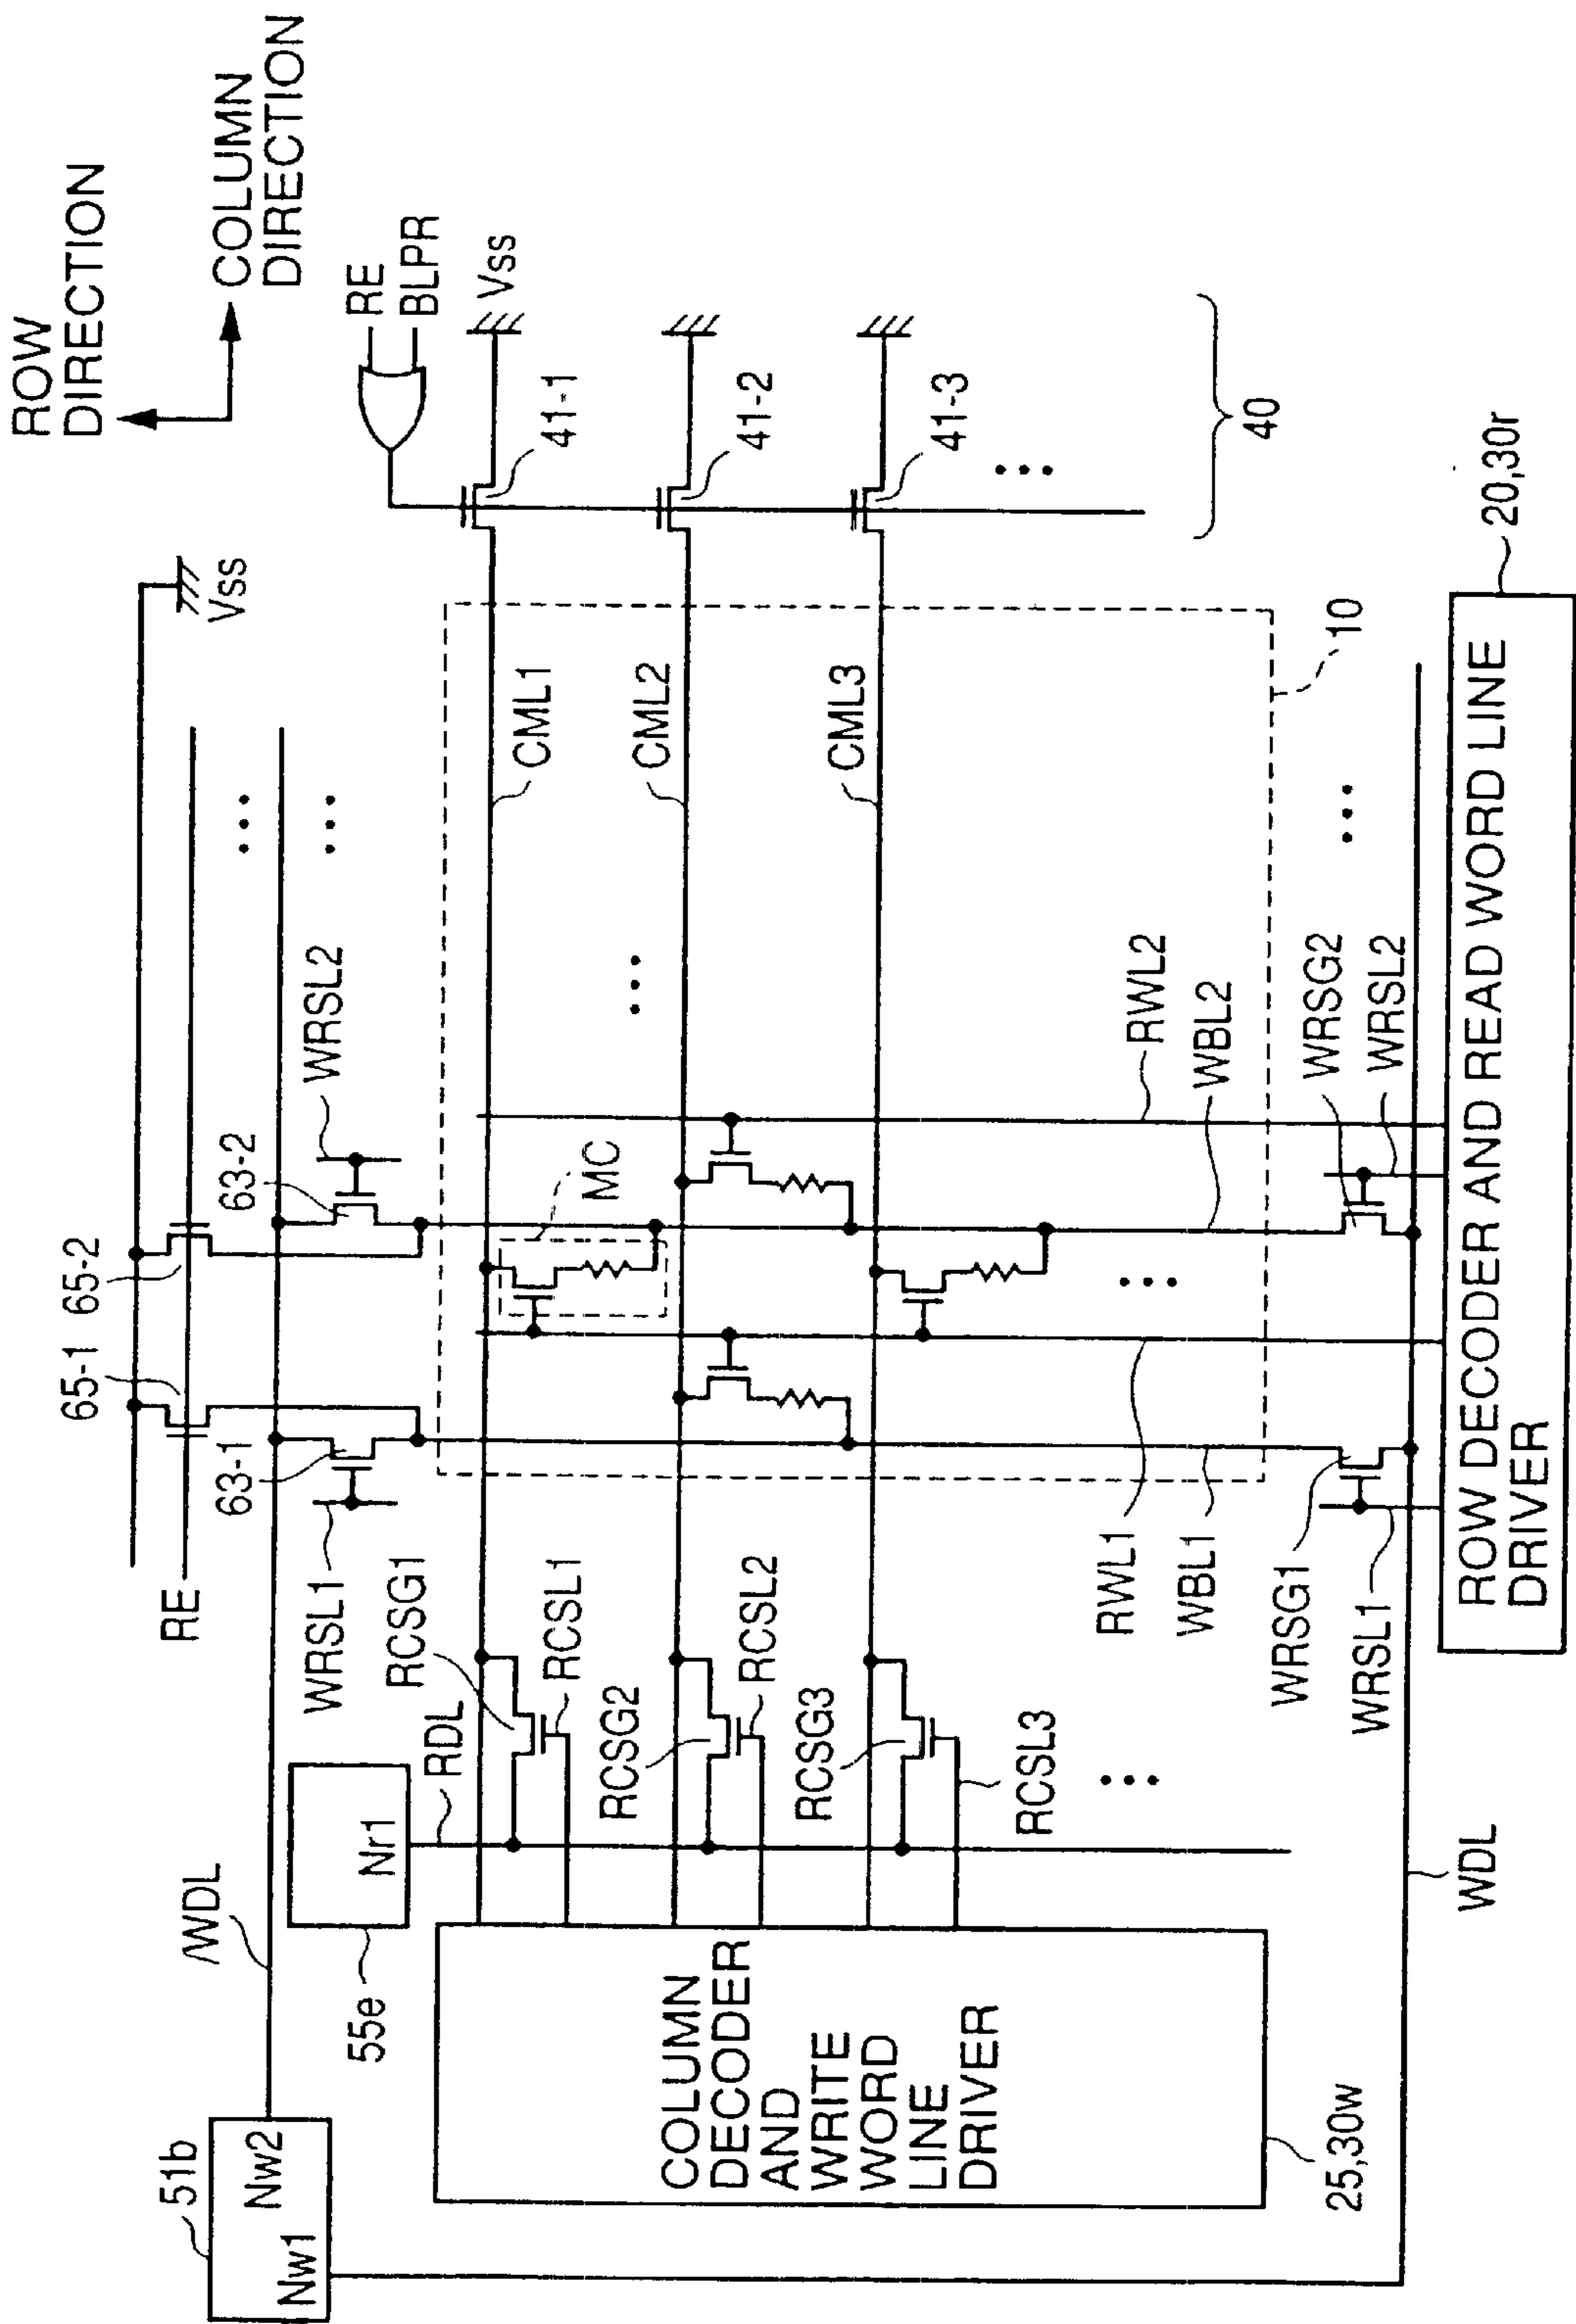 ROW
DIRECTION
COLUMN
DIRECTION
RE
BLPR
Vss
Vss
41-1
41-2
41-3
40
51b
Nw2
Nw1
/WDL
55e
Nr1
RDL
RE
65-1
65-2
63-1
63-2
WRSL1
WRSL2
RCSG1
RCSL1
RCSG2
RCSL2
RCSG3
RCSL3
CML1
CML2
CML3
MC
10
RWL1
WBL1
RWL2
WBL2
WRSG1
WRSL1
WRSG2
WRSL2
WDL
COLUMN
DECODER
AND
WRITE
WORD
LINE
DRIVER
25,30w
ROW DECODER AND READ WORD LINE
DRIVER
20,30r